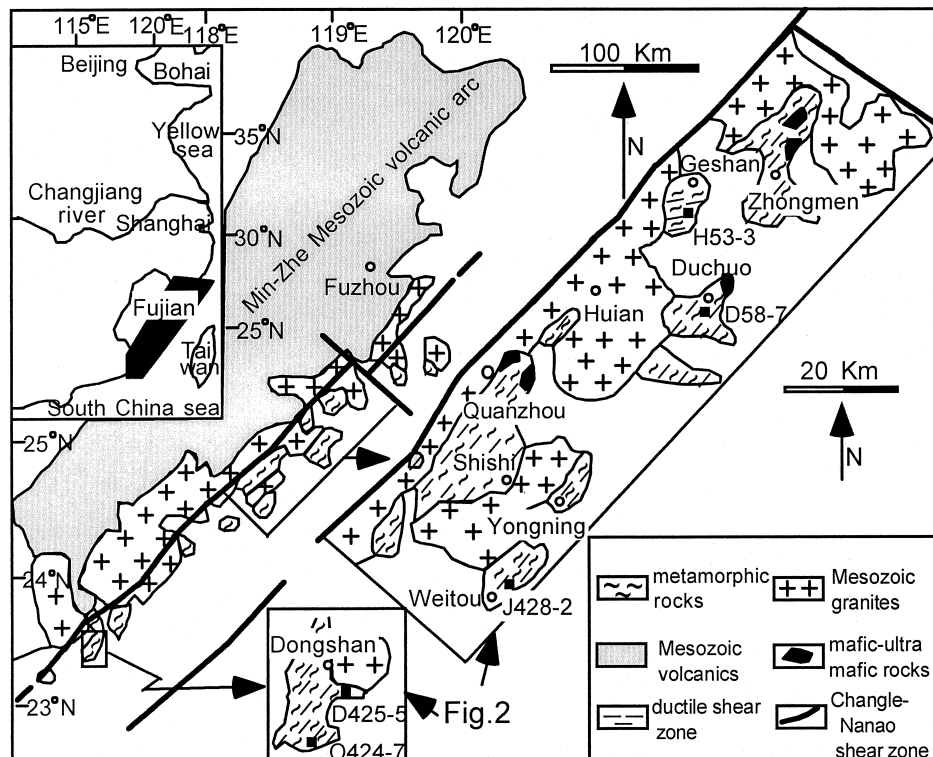 115°E 120°E 118°E
119°E
120°E
Beijing
Bohai
Yellow
sea
35°N
Changjiang
river
Shanghai
30°N
Fujian
25°N
Tai
wan
South China sea
Min-Zhe Mesozoic volcanic arc
Fuzhou
25°N
24°N
23°N
100 Km
N
Geshan
Zhongmen
H53-3
Duchuo
D58-7
Huian
20 Km
N
Quanzhou
Shishi
Yongning
Weitou
J428-2
Dongshan
D425-5
O424-7
Fig.2
metamorphic
rocks
Mesozoic
granites
Mesozoic
volcanics
mafic-ultra
mafic rocks
ductile shear
zone
Changle-
Nanao
shear zone